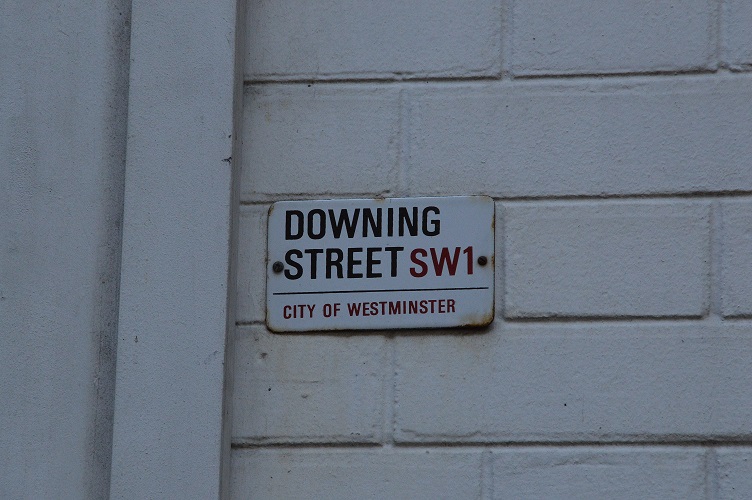 DOWNING
STREET SW1
CITY OF WESTMINSTER